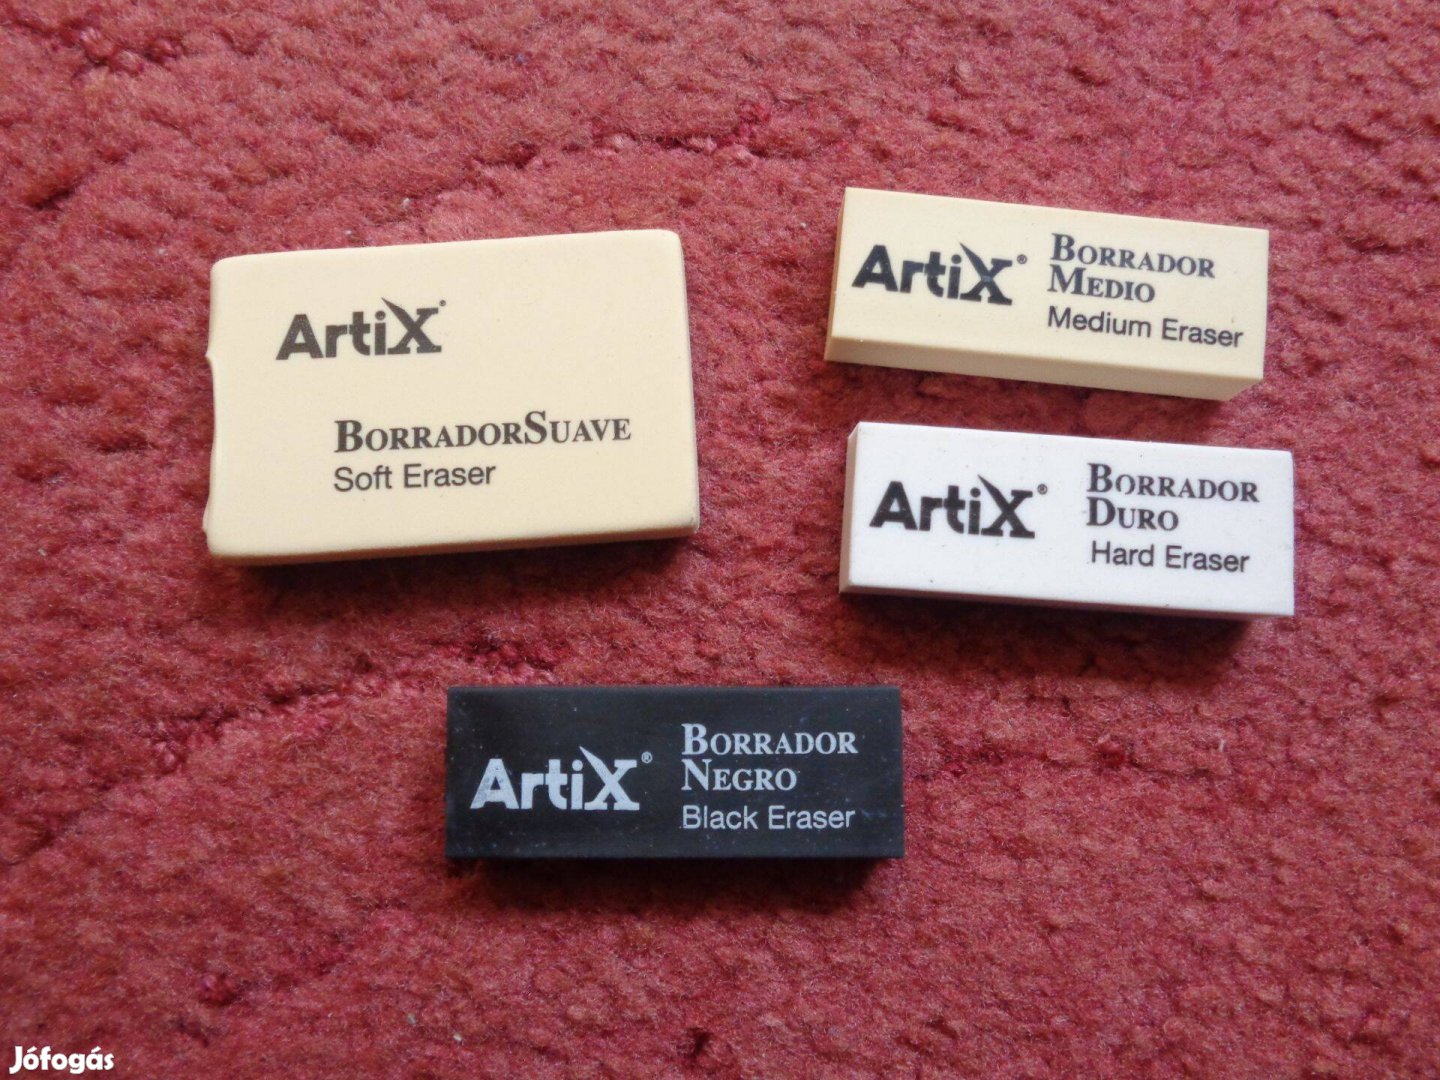 ArtiX®
BORRADORSUAVE
Soft Eraser
ArtiX®
BORRADOR
MEDIO
Medium Eraser
ArtiX®
BORRADOR
DURO
Hard Eraser
ArtiX®
BORRADOR
NEGRO
Black Eraser
Jófogás